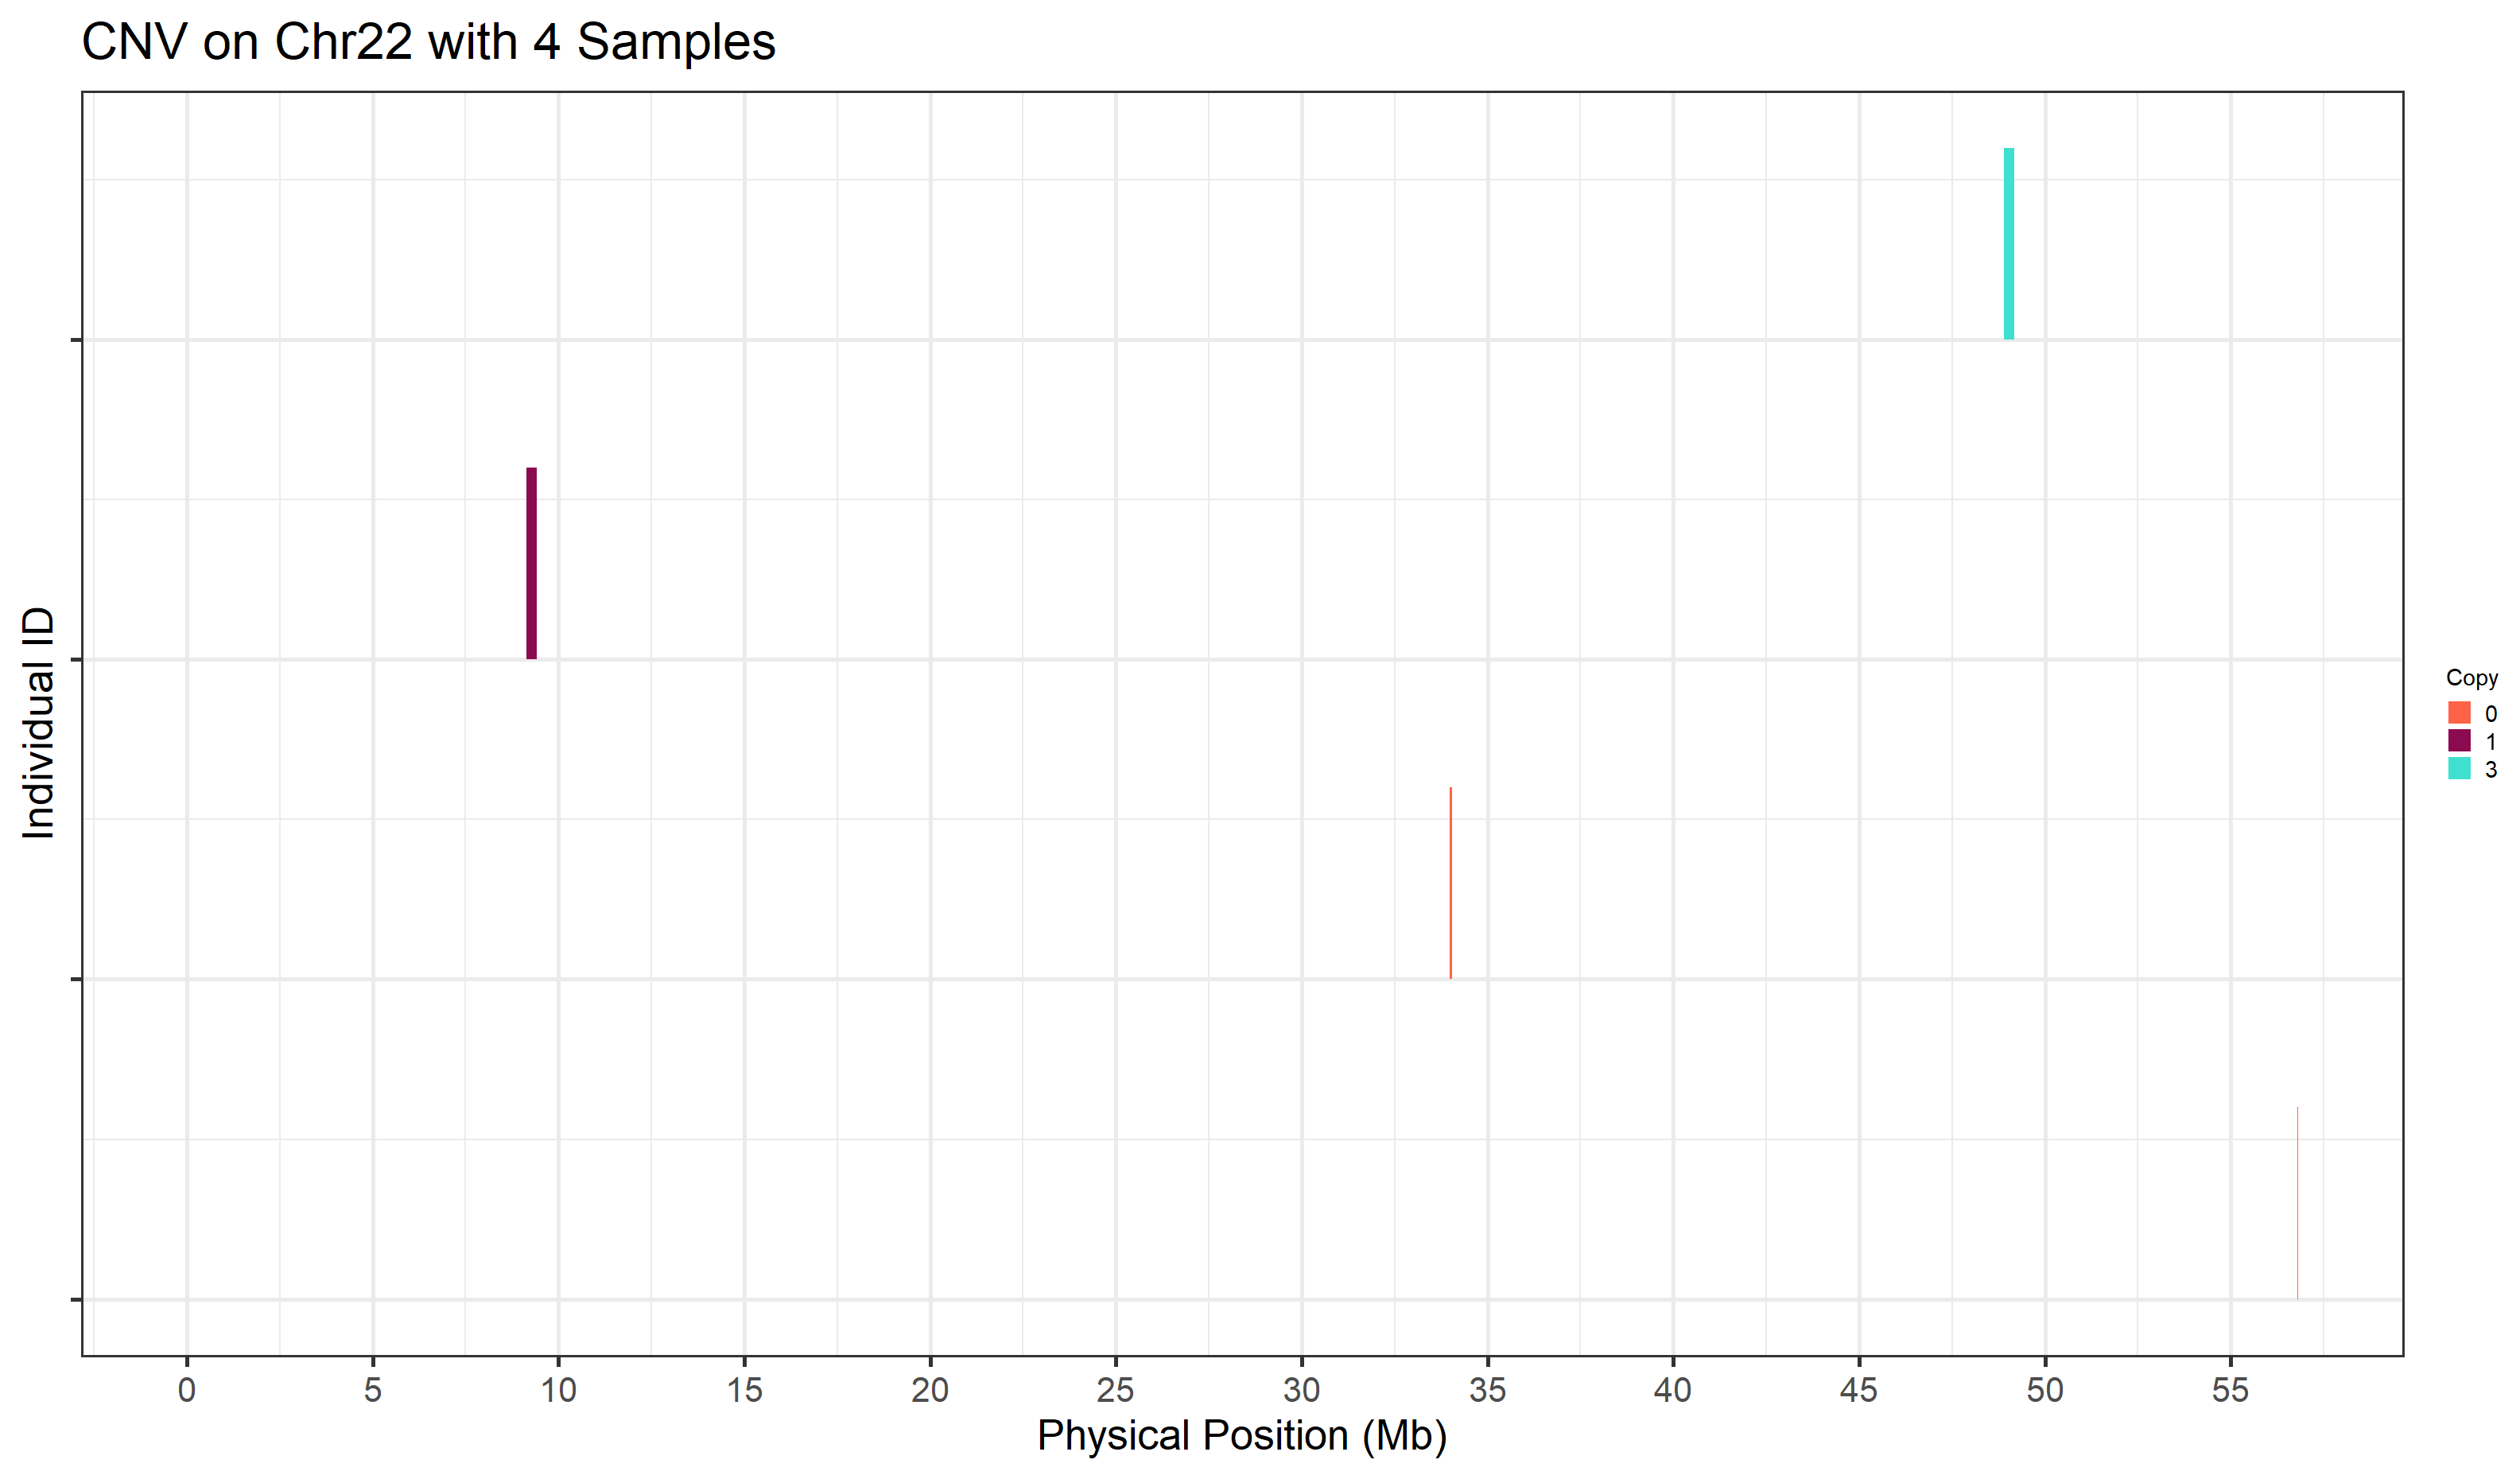 CNV on Chr22 with 4 Samples
Individual ID
Copy
0
1
3
0 5 10 15 20 25 30 35 40 45 50 55
Physical Position (Mb)